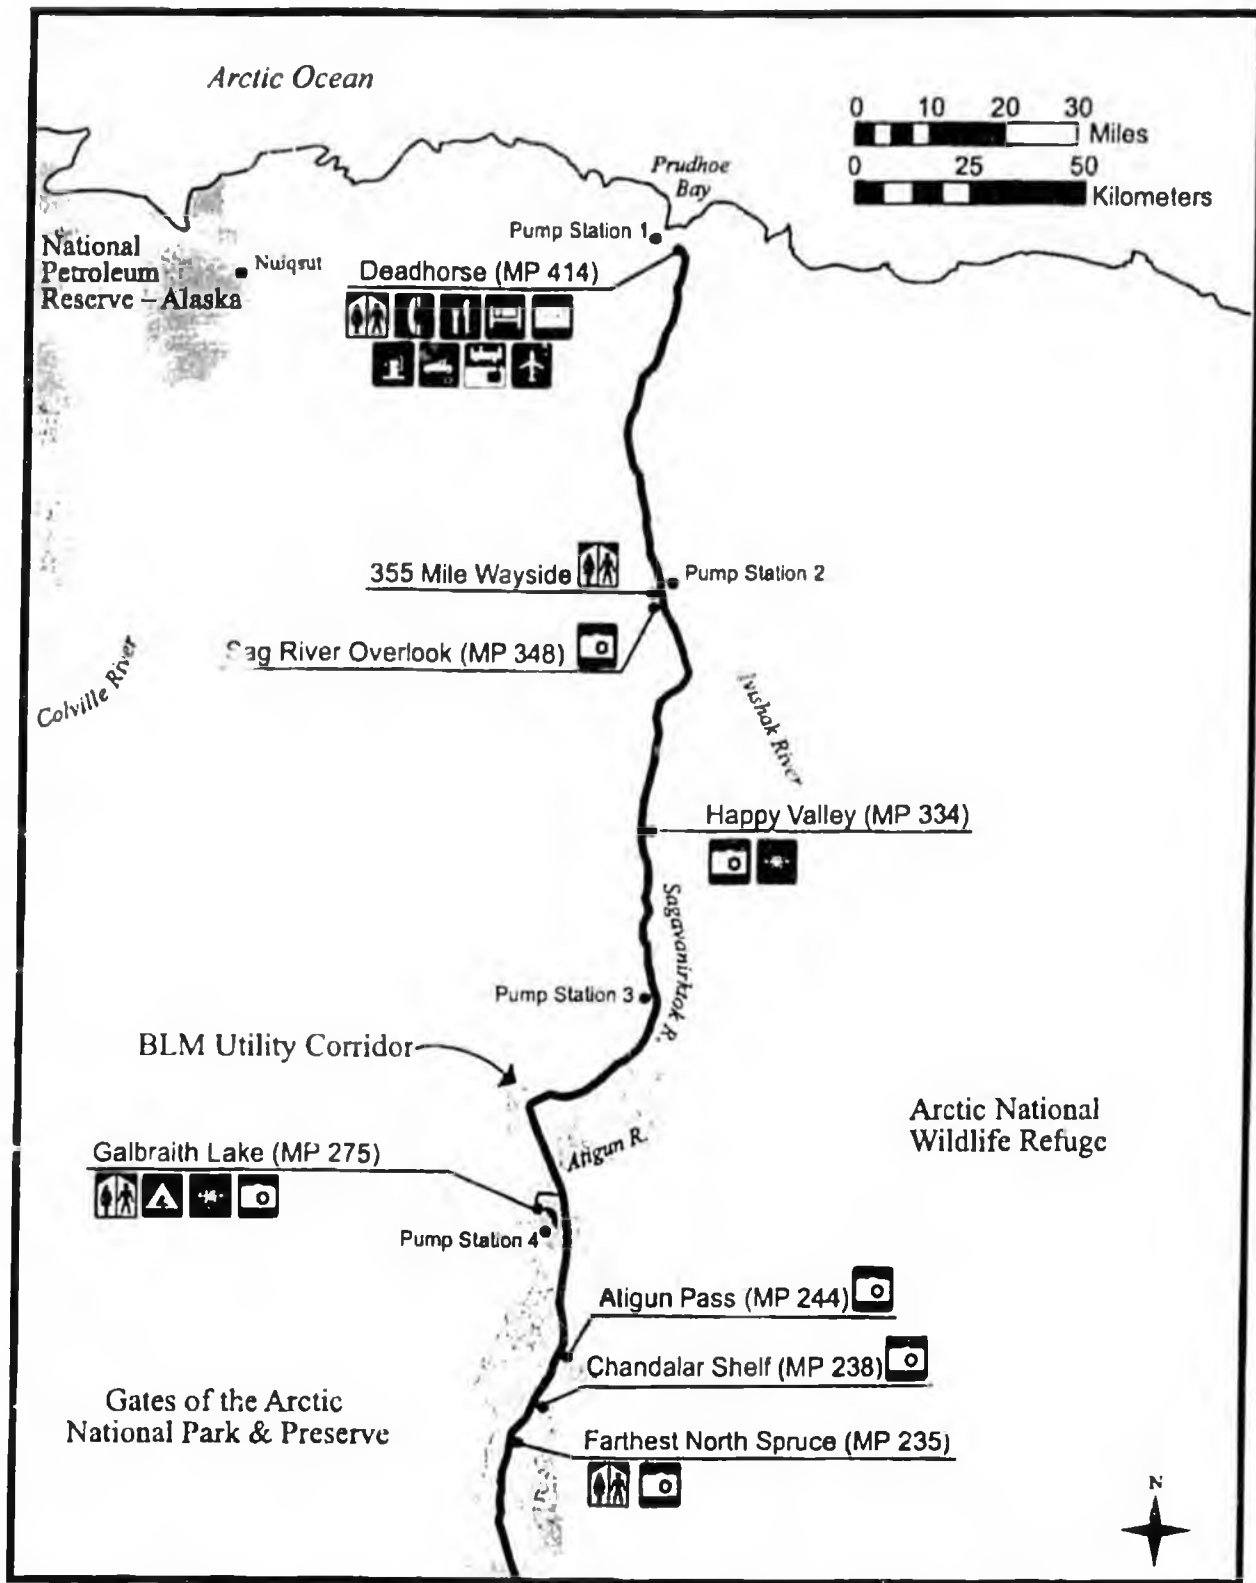 Arctic Ocean
0 10 20 30
Miles
0 25 50
Kilometers
Prudhoe
Bay
Pump Station 1
National
Petroleum
Reserve – Alaska
Nuiqsut
Deadhorse (MP 414)
355 Mile Wayside
Pump Station 2
Sag River Overlook (MP 348)
Colville River
Ivishak River
Happy Valley (MP 334)
Sagavanirktok R.
Pump Station 3
BLM Utility Corridor
Arctic National
Wildlife Refuge
Atigun R.
Galbraith Lake (MP 275)
Pump Station 4
Atigun Pass (MP 244)
Chandalar Shelf (MP 238)
Gates of the Arctic
National Park & Preserve
Farthest North Spruce (MP 235)
N